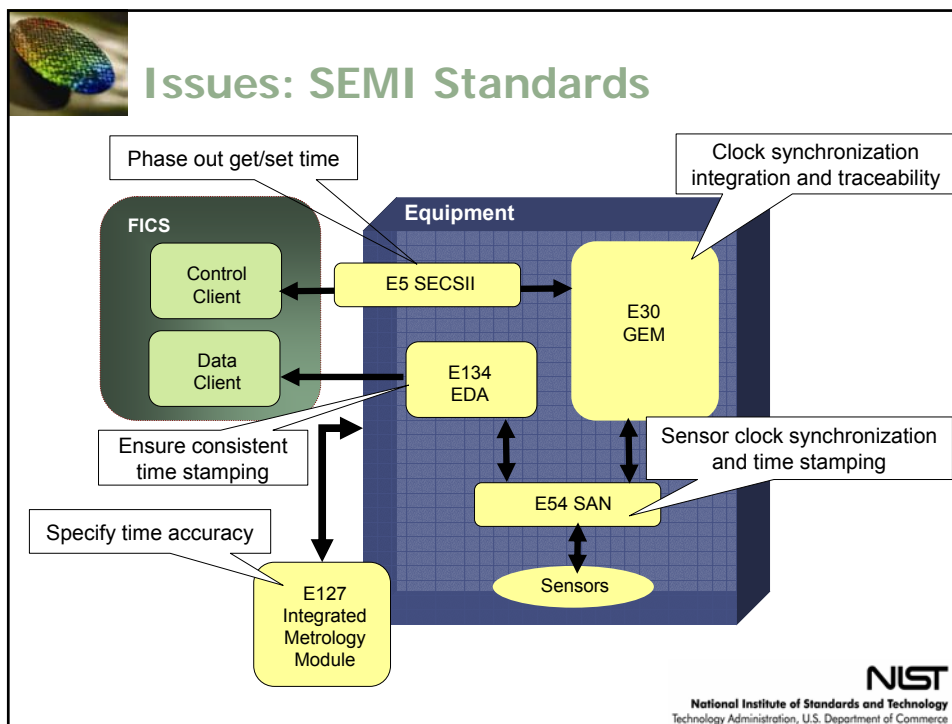 Issues: SEMI Standards
Phase out get/set time
Clock synchronization
integration and traceability
FICS
Equipment
Control
Client
E5 SECSII
E30
GEM
Data
Client
E134
EDA
Ensure consistent
time stamping
Sensor clock synchronization
and time stamping
E54 SAN
Specify time accuracy
E127
Integrated
Metrology
Module
Sensors
NIST
National Institute of Standards and Technology
Technology Administration, U.S. Department of Commerce